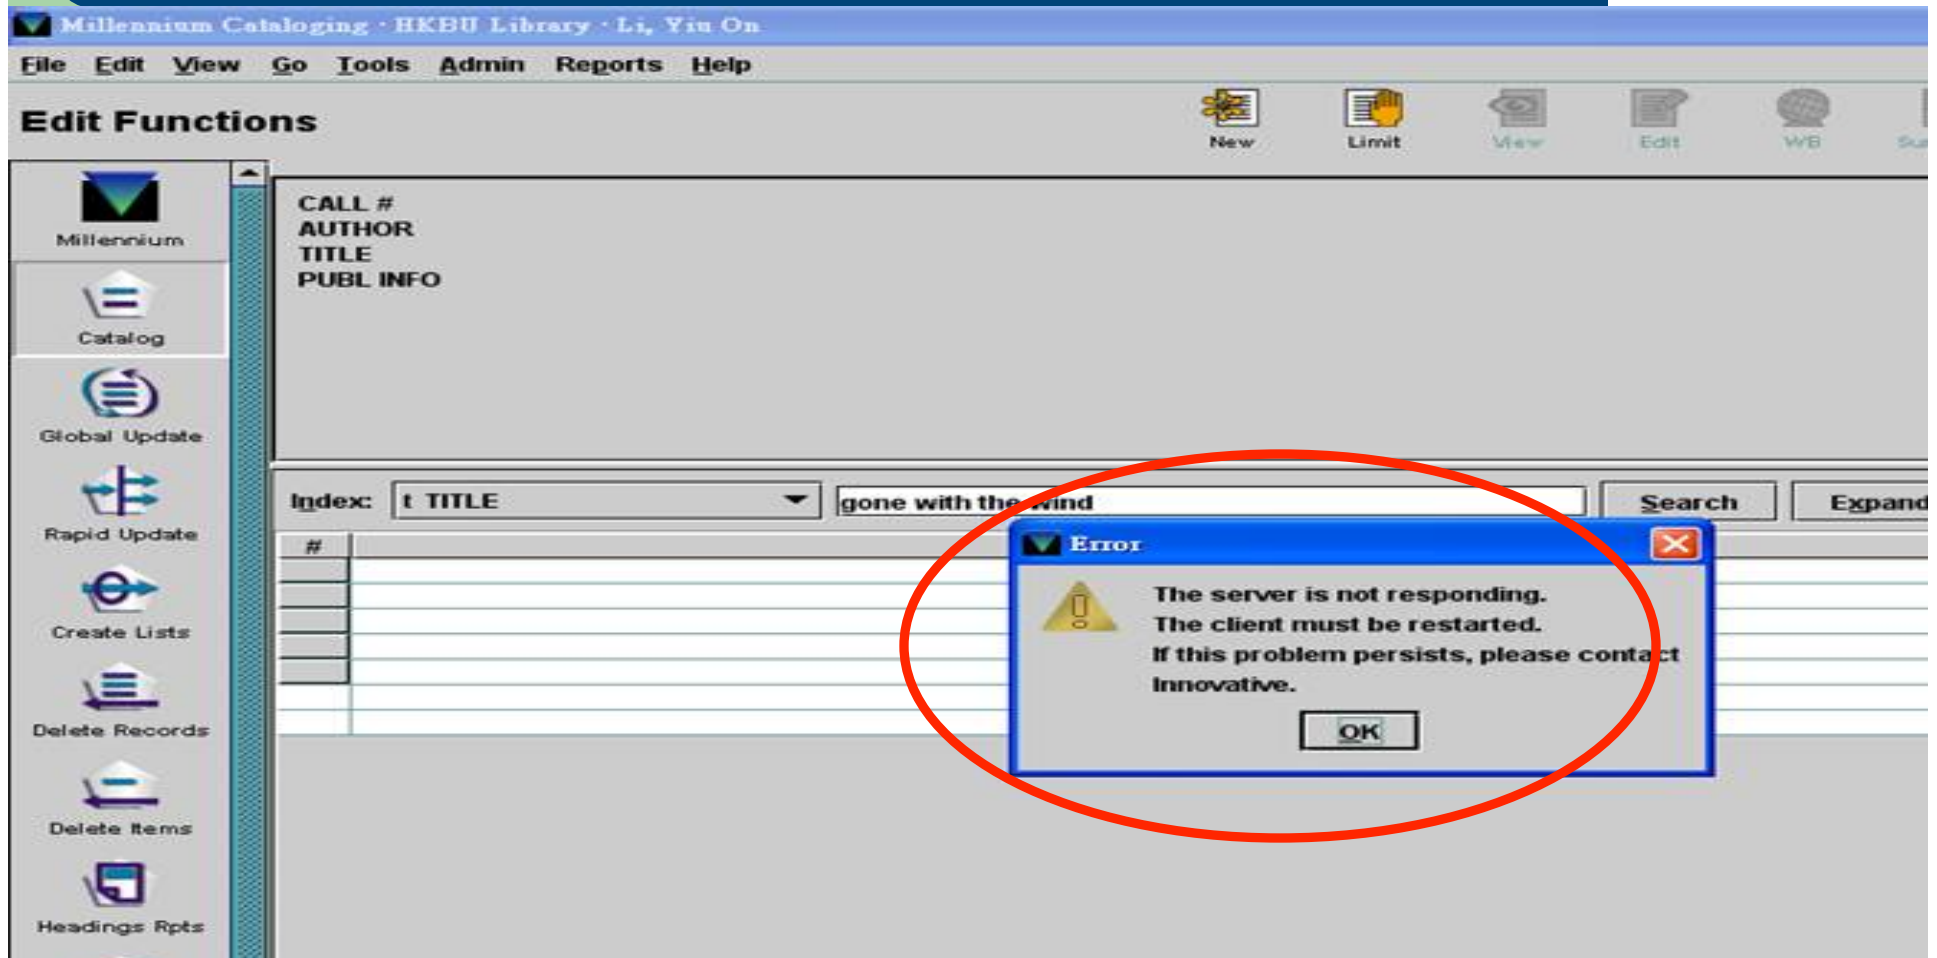 Millennium Cataloging · HKBU Library · Li, Yiu On
File Edit View Go Tools Admin Reports Help
Edit Functions
New Limit View Edit WB
Millennium
Catalog
Global Update
Rapid Update
Create Lists
Delete Records
Delete Items
Headings Rpts
CALL #
AUTHOR
TITLE
PUBL INFO
Index: t TITLE gone with the wind Search Expand
#
Error
The server is not responding.
The client must be restarted.
If this problem persists, please contact
Innovative.
OK